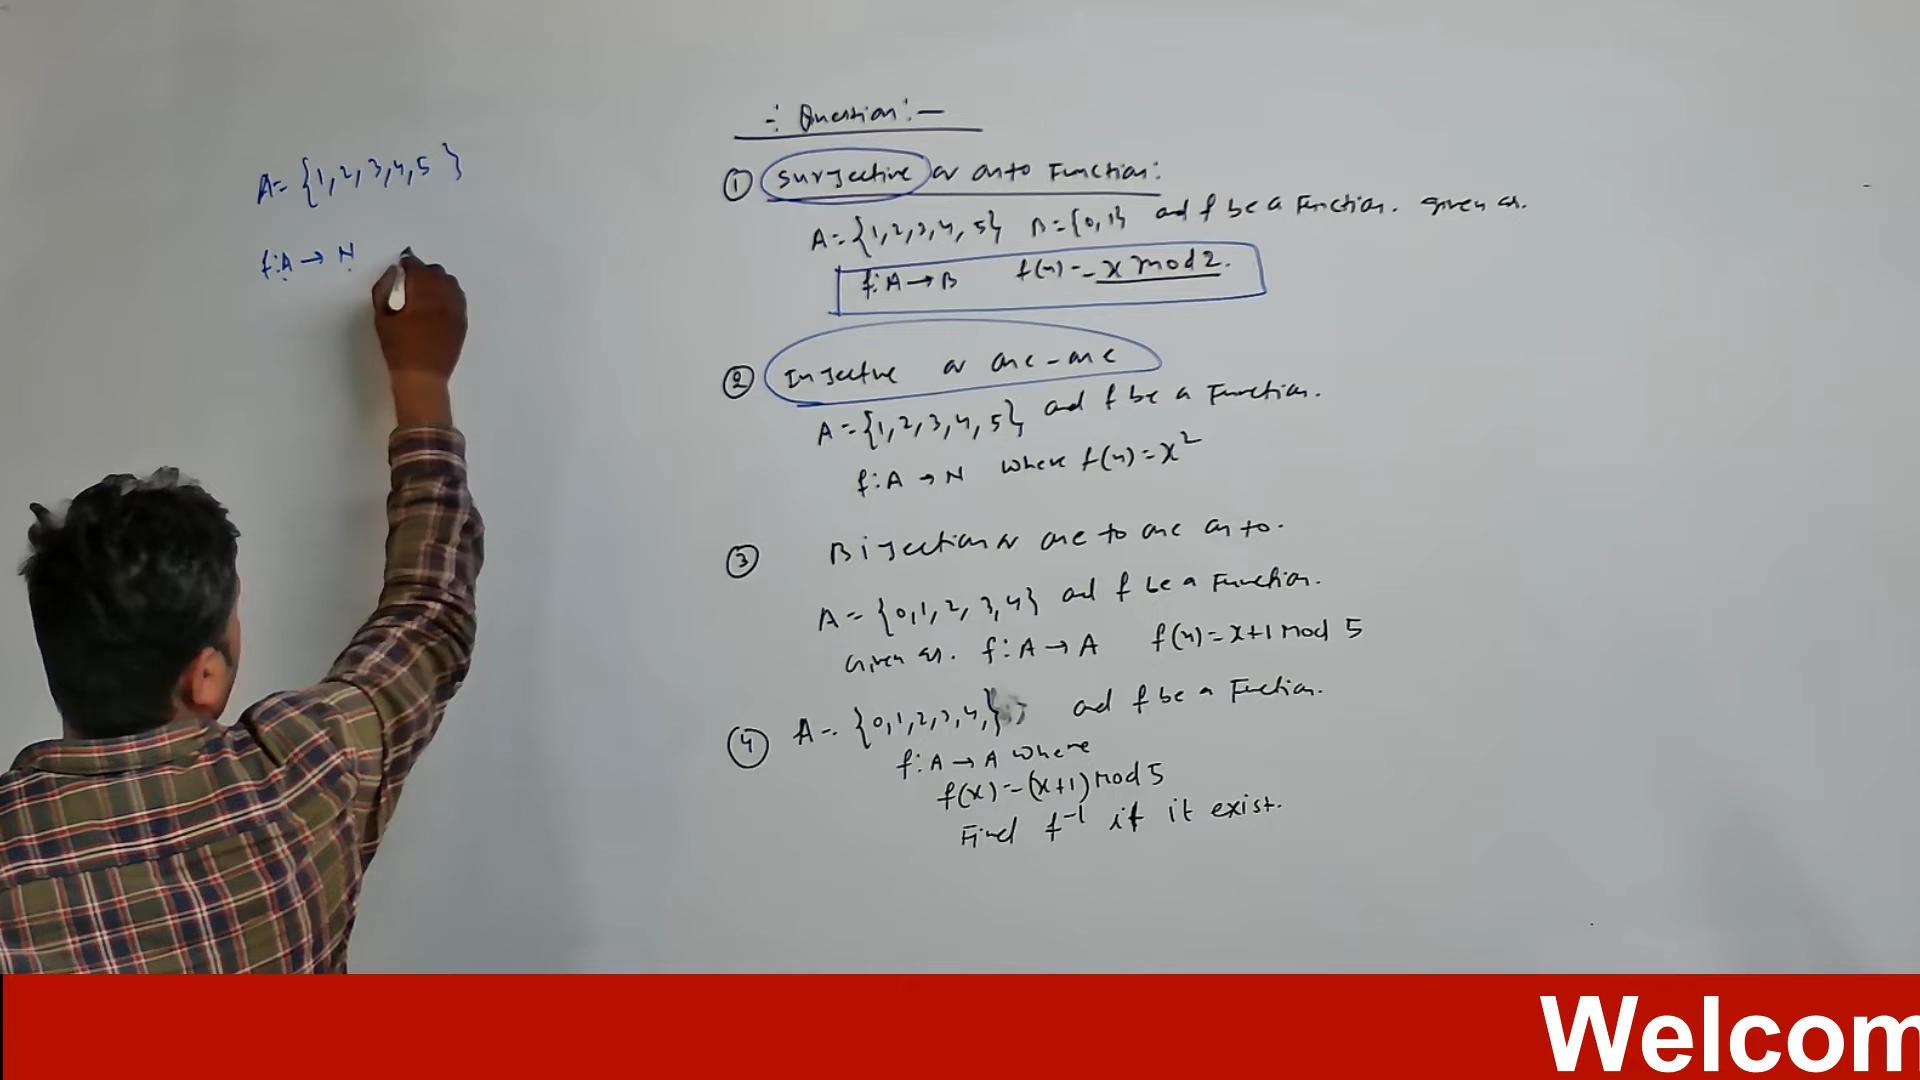 A = {1, 2, 3, 4, 5 }
f: A → N
-: Question :-
① Surjective or onto Function:
A = {1, 2, 3, 4, 5} B = {0, 1} and f be a Function. given as.
f: A → B f(x) = x mod 2.
② Injective or one-one
A = {1, 2, 3, 4, 5} and f be a Function.
f: A → N where f(x) = x²
③ Bijection or one to one onto.
A = {0, 1, 2, 3, 4} and f be a Function.
Given as. f: A → A f(x) = x+1 mod 5
④ A = {0, 1, 2, 3, 4, } and f be a Function.
f: A → A where
f(x) = (x+1) mod 5
Find f⁻¹ if it exist.
Welcom